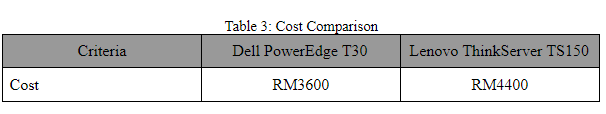 Table 3: Cost Comparison
Criteria Dell PowerEdge T30 Lenovo ThinkServer TS150
Cost RM3600 RM4400